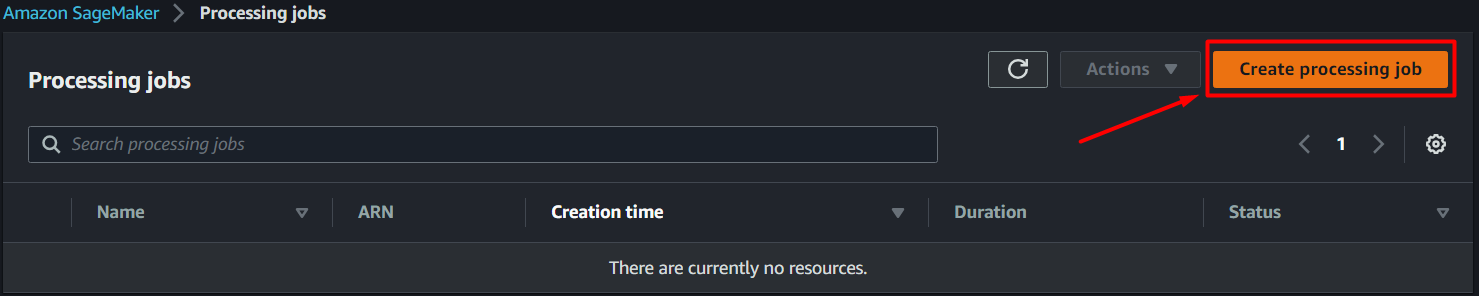 Amazon SageMaker > Processing jobs
Processing jobs
Actions
Create processing job
Search processing jobs
1
Name ARN Creation time Duration Status
There are currently no resources.